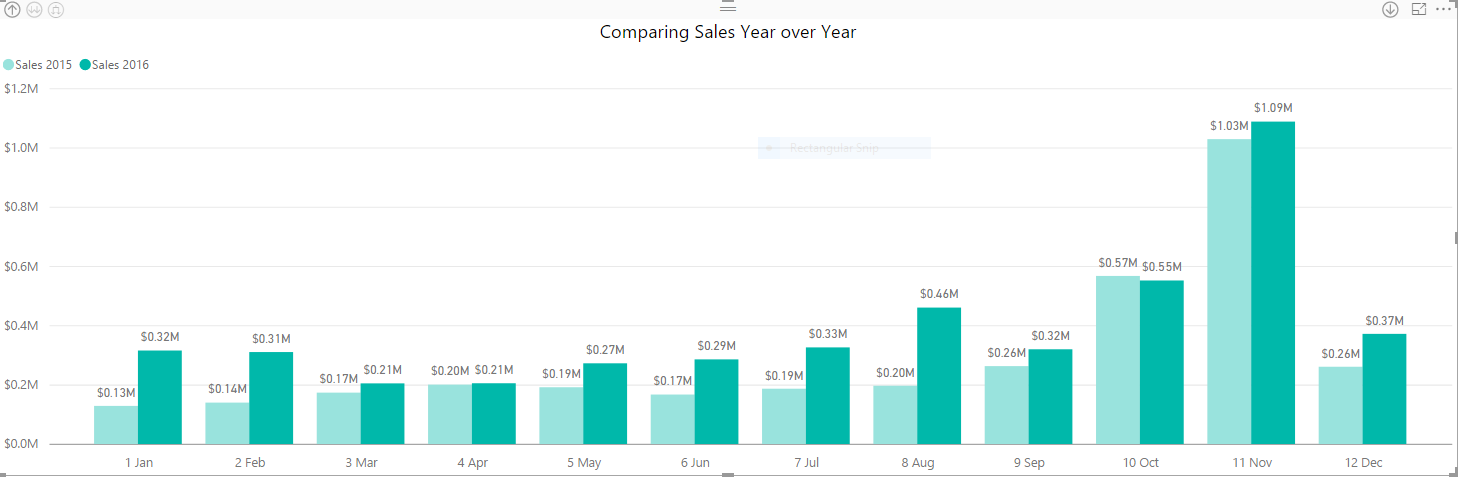 Comparing Sales Year over Year
Sales 2015 Sales 2016
$1.2M
$1.09M
$1.03M
$1.0M
Rectangular Snip
$0.8M
$0.6M
$0.57M $0.55M
$0.46M
$0.4M
$0.32M $0.31M $0.33M $0.32M $0.37M
$0.27M $0.29M $0.26M $0.26M
$0.2M
$0.13M $0.14M $0.17M $0.21M $0.20M $0.21M $0.19M $0.17M $0.19M $0.20M
$0.0M
1 Jan 2 Feb 3 Mar 4 Apr 5 May 6 Jun 7 Jul 8 Aug 9 Sep 10 Oct 11 Nov 12 Dec